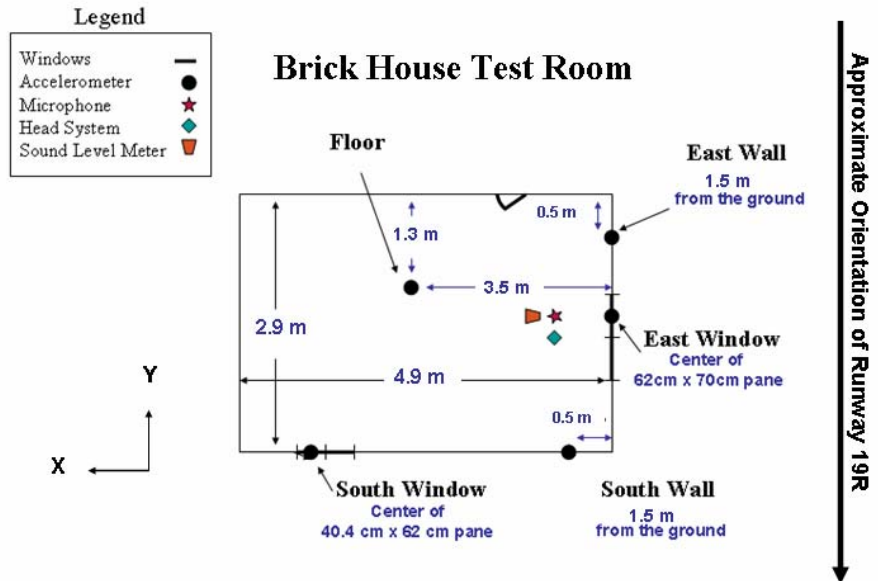 Legend
Windows
Accelerometer
Microphone
Head System
Sound Level Meter
Brick House Test Room
Approximate Orientation of Runway 19R
Floor
East Wall
1.5 m
from the ground
0.5 m
1.3 m
3.5 m
2.9 m
East Window
Center of
62cm x 70cm pane
4.9 m
Y
0.5 m
X
South Window
Center of
40.4 cm x 62 cm pane
South Wall
1.5 m
from the ground